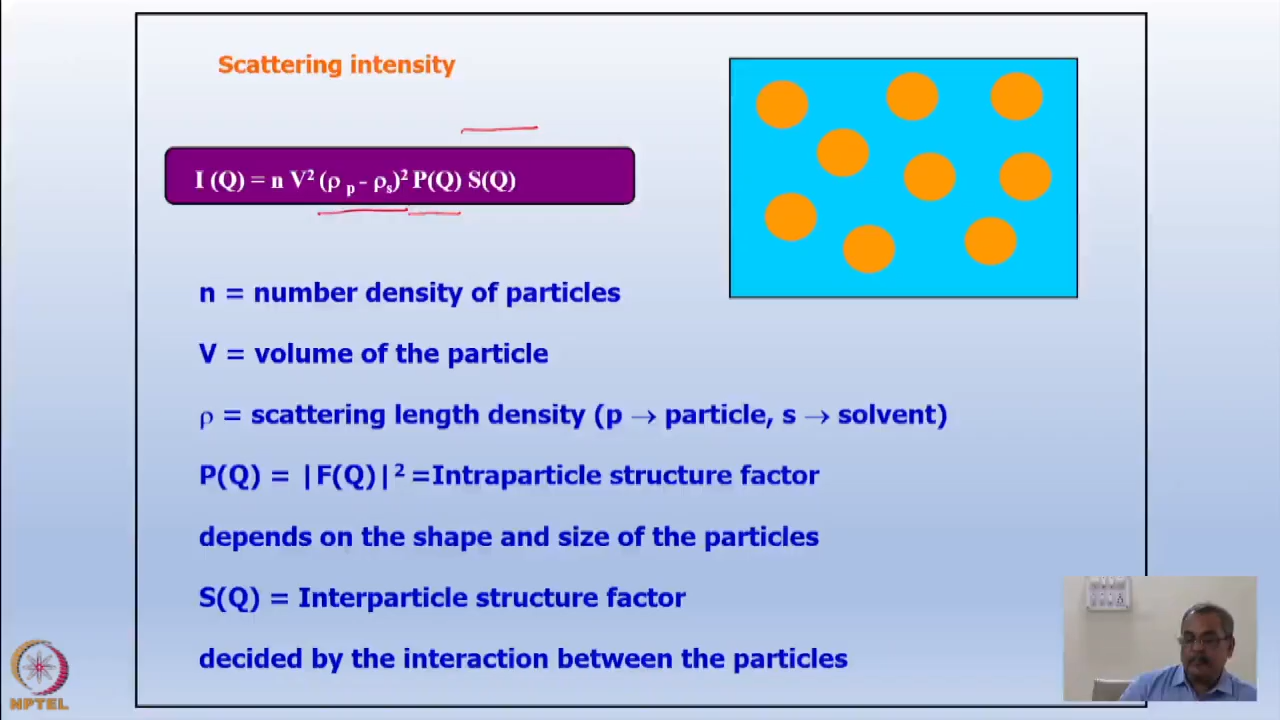 Scattering intensity
I (Q) = n V² (ρ p - ρs)² P(Q) S(Q)
n = number density of particles
V = volume of the particle
ρ = scattering length density (p → particle, s → solvent)
P(Q) = |F(Q)|² =Intraparticle structure factor
depends on the shape and size of the particles
S(Q) = Interparticle structure factor
decided by the interaction between the particles
NPTEL